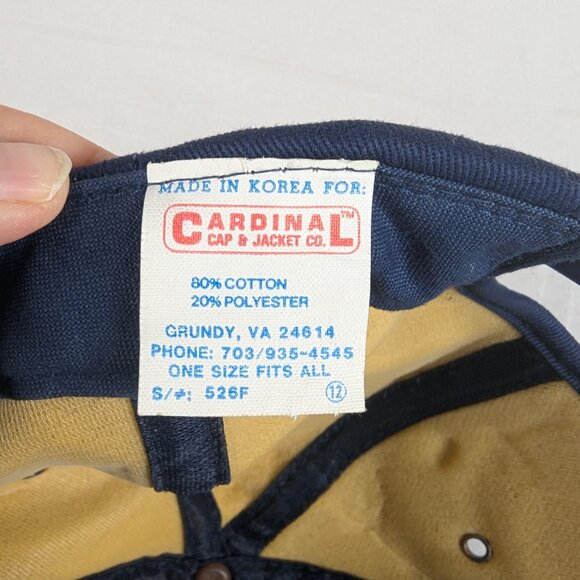 MADE IN KOREA FOR:
CARDINAL™
CAP & JACKET CO.
80% COTTON
20% POLYESTER
GRUNDY, VA 24614
PHONE: 703/935-4545
ONE SIZE FITS ALL
S/#: 526F 12